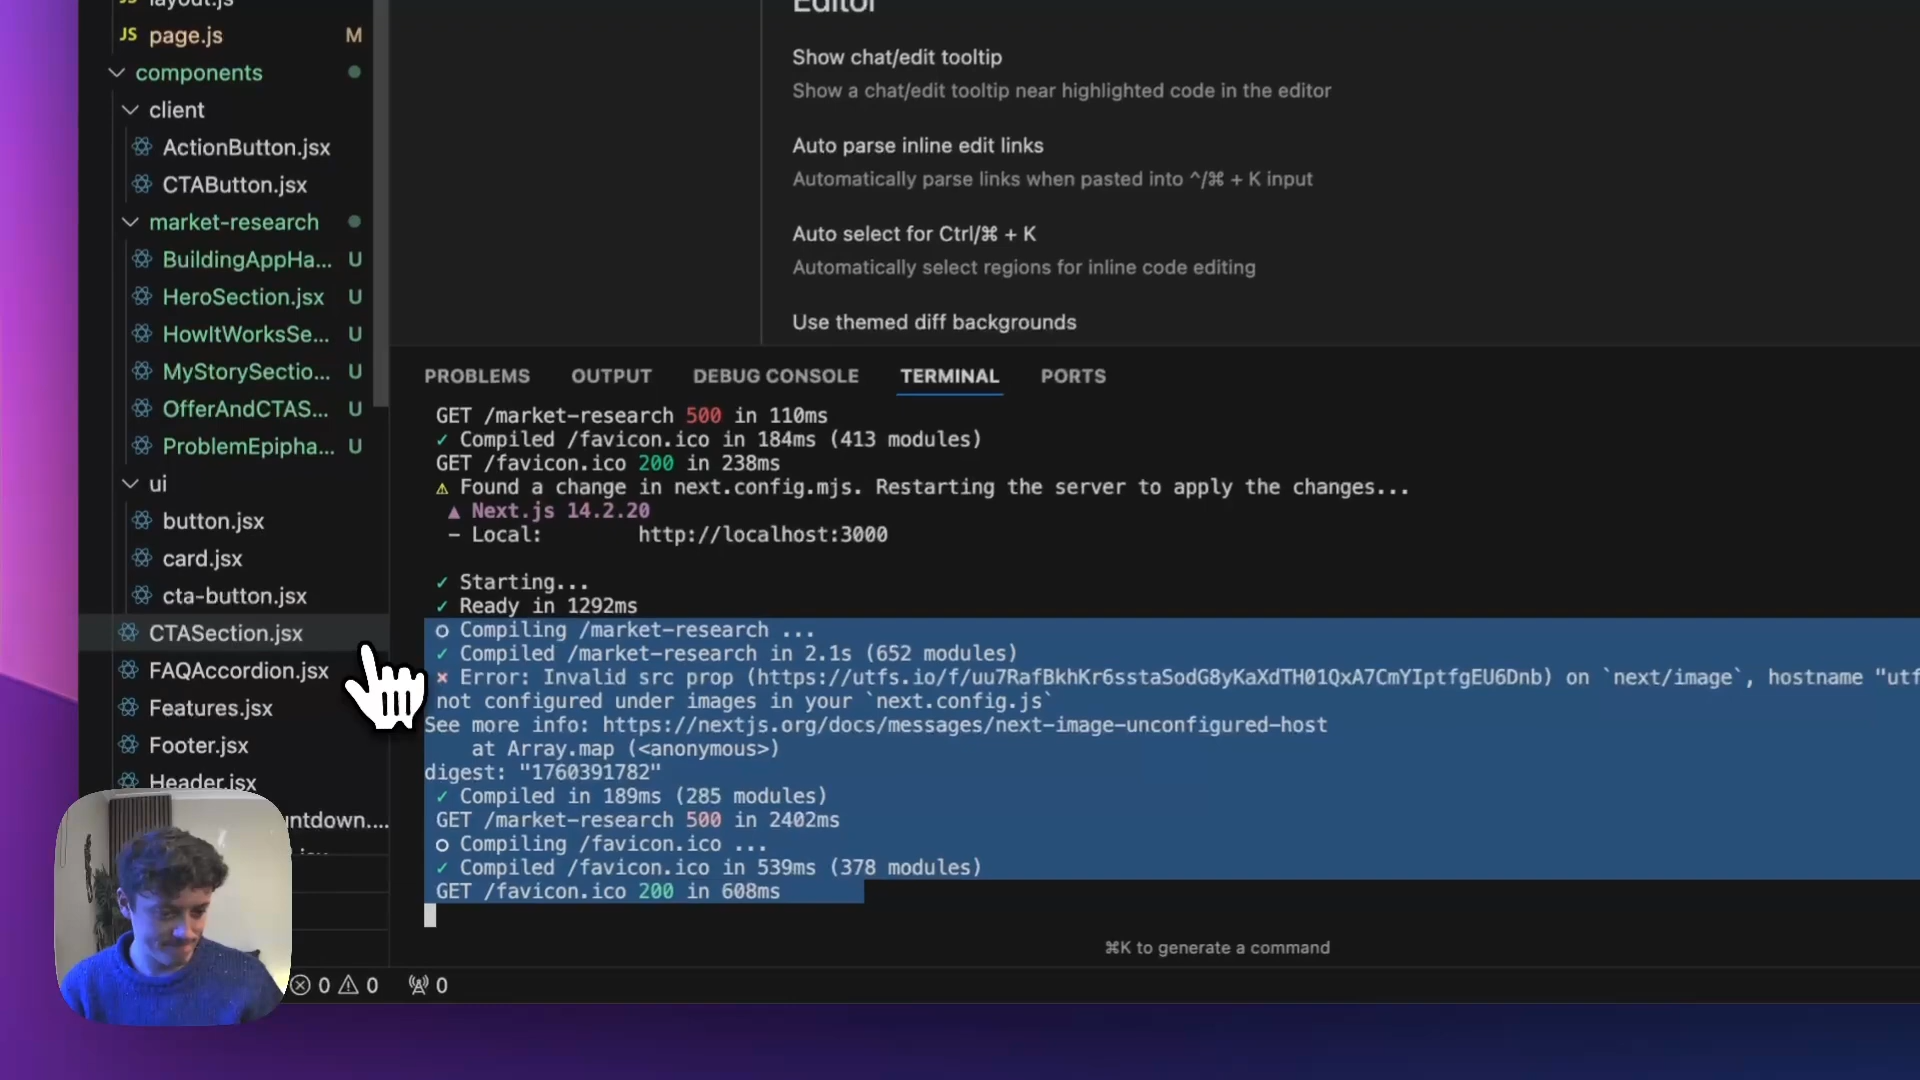 layout.js
JS page.js M
components
client
ActionButton.jsx
CTAButton.jsx
market-research
BuildingAppHa... U
HeroSection.jsx U
HowItWorksSe... U
MyStorySectio... U
OfferAndCTAS... U
ProblemEpipha... U
ui
button.jsx
card.jsx
cta-button.jsx
CTASection.jsx
FAQAccordion.jsx
Features.jsx
Footer.jsx
Header.jsx
ntdown....
Editor
Show chat/edit tooltip
Show a chat/edit tooltip near highlighted code in the editor
Auto parse inline edit links
Automatically parse links when pasted into ^/⌘ + K input
Auto select for Ctrl/⌘ + K
Automatically select regions for inline code editing
Use themed diff backgrounds
PROBLEMS OUTPUT DEBUG CONSOLE TERMINAL PORTS
GET /market-research 500 in 110ms
✓ Compiled /favicon.ico in 184ms (413 modules)
GET /favicon.ico 200 in 238ms
⚠ Found a change in next.config.mjs. Restarting the server to apply the changes...
▲ Next.js 14.2.20
- Local: http://localhost:3000
✓ Starting...
✓ Ready in 1292ms
○ Compiling /market-research ...
✓ Compiled /market-research in 2.1s (652 modules)
⨯ Error: Invalid src prop (https://utfs.io/f/uu7RafBkhKr6sstaSodG8yKaXdTH01QxA7CmYIptfgEU6Dnb) on `next/image`, hostname "utf
not configured under images in your `next.config.js`
See more info: https://nextjs.org/docs/messages/next-image-unconfigured-host
at Array.map (<anonymous>)
digest: "1760391782"
✓ Compiled in 189ms (285 modules)
GET /market-research 500 in 2402ms
○ Compiling /favicon.ico ...
✓ Compiled /favicon.ico in 539ms (378 modules)
GET /favicon.ico 200 in 608ms
⌘K to generate a command
0 0 0